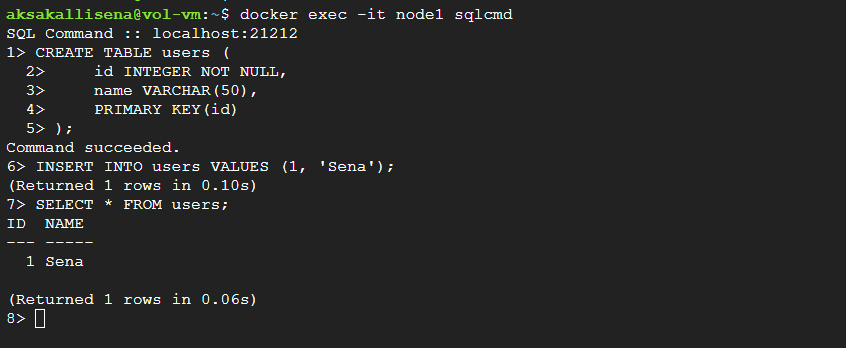 aksakallisena@vol-vm:~$ docker exec -it node1 sqlcmd
SQL Command :: localhost:21212
1> CREATE TABLE users (
  2>     id INTEGER NOT NULL,
  3>     name VARCHAR(50),
  4>     PRIMARY KEY(id)
  5> );
Command succeeded.
6> INSERT INTO users VALUES (1, 'Sena');
(Returned 1 rows in 0.10s)
7> SELECT * FROM users;
ID  NAME
--- -----
  1 Sena

(Returned 1 rows in 0.06s)
8>